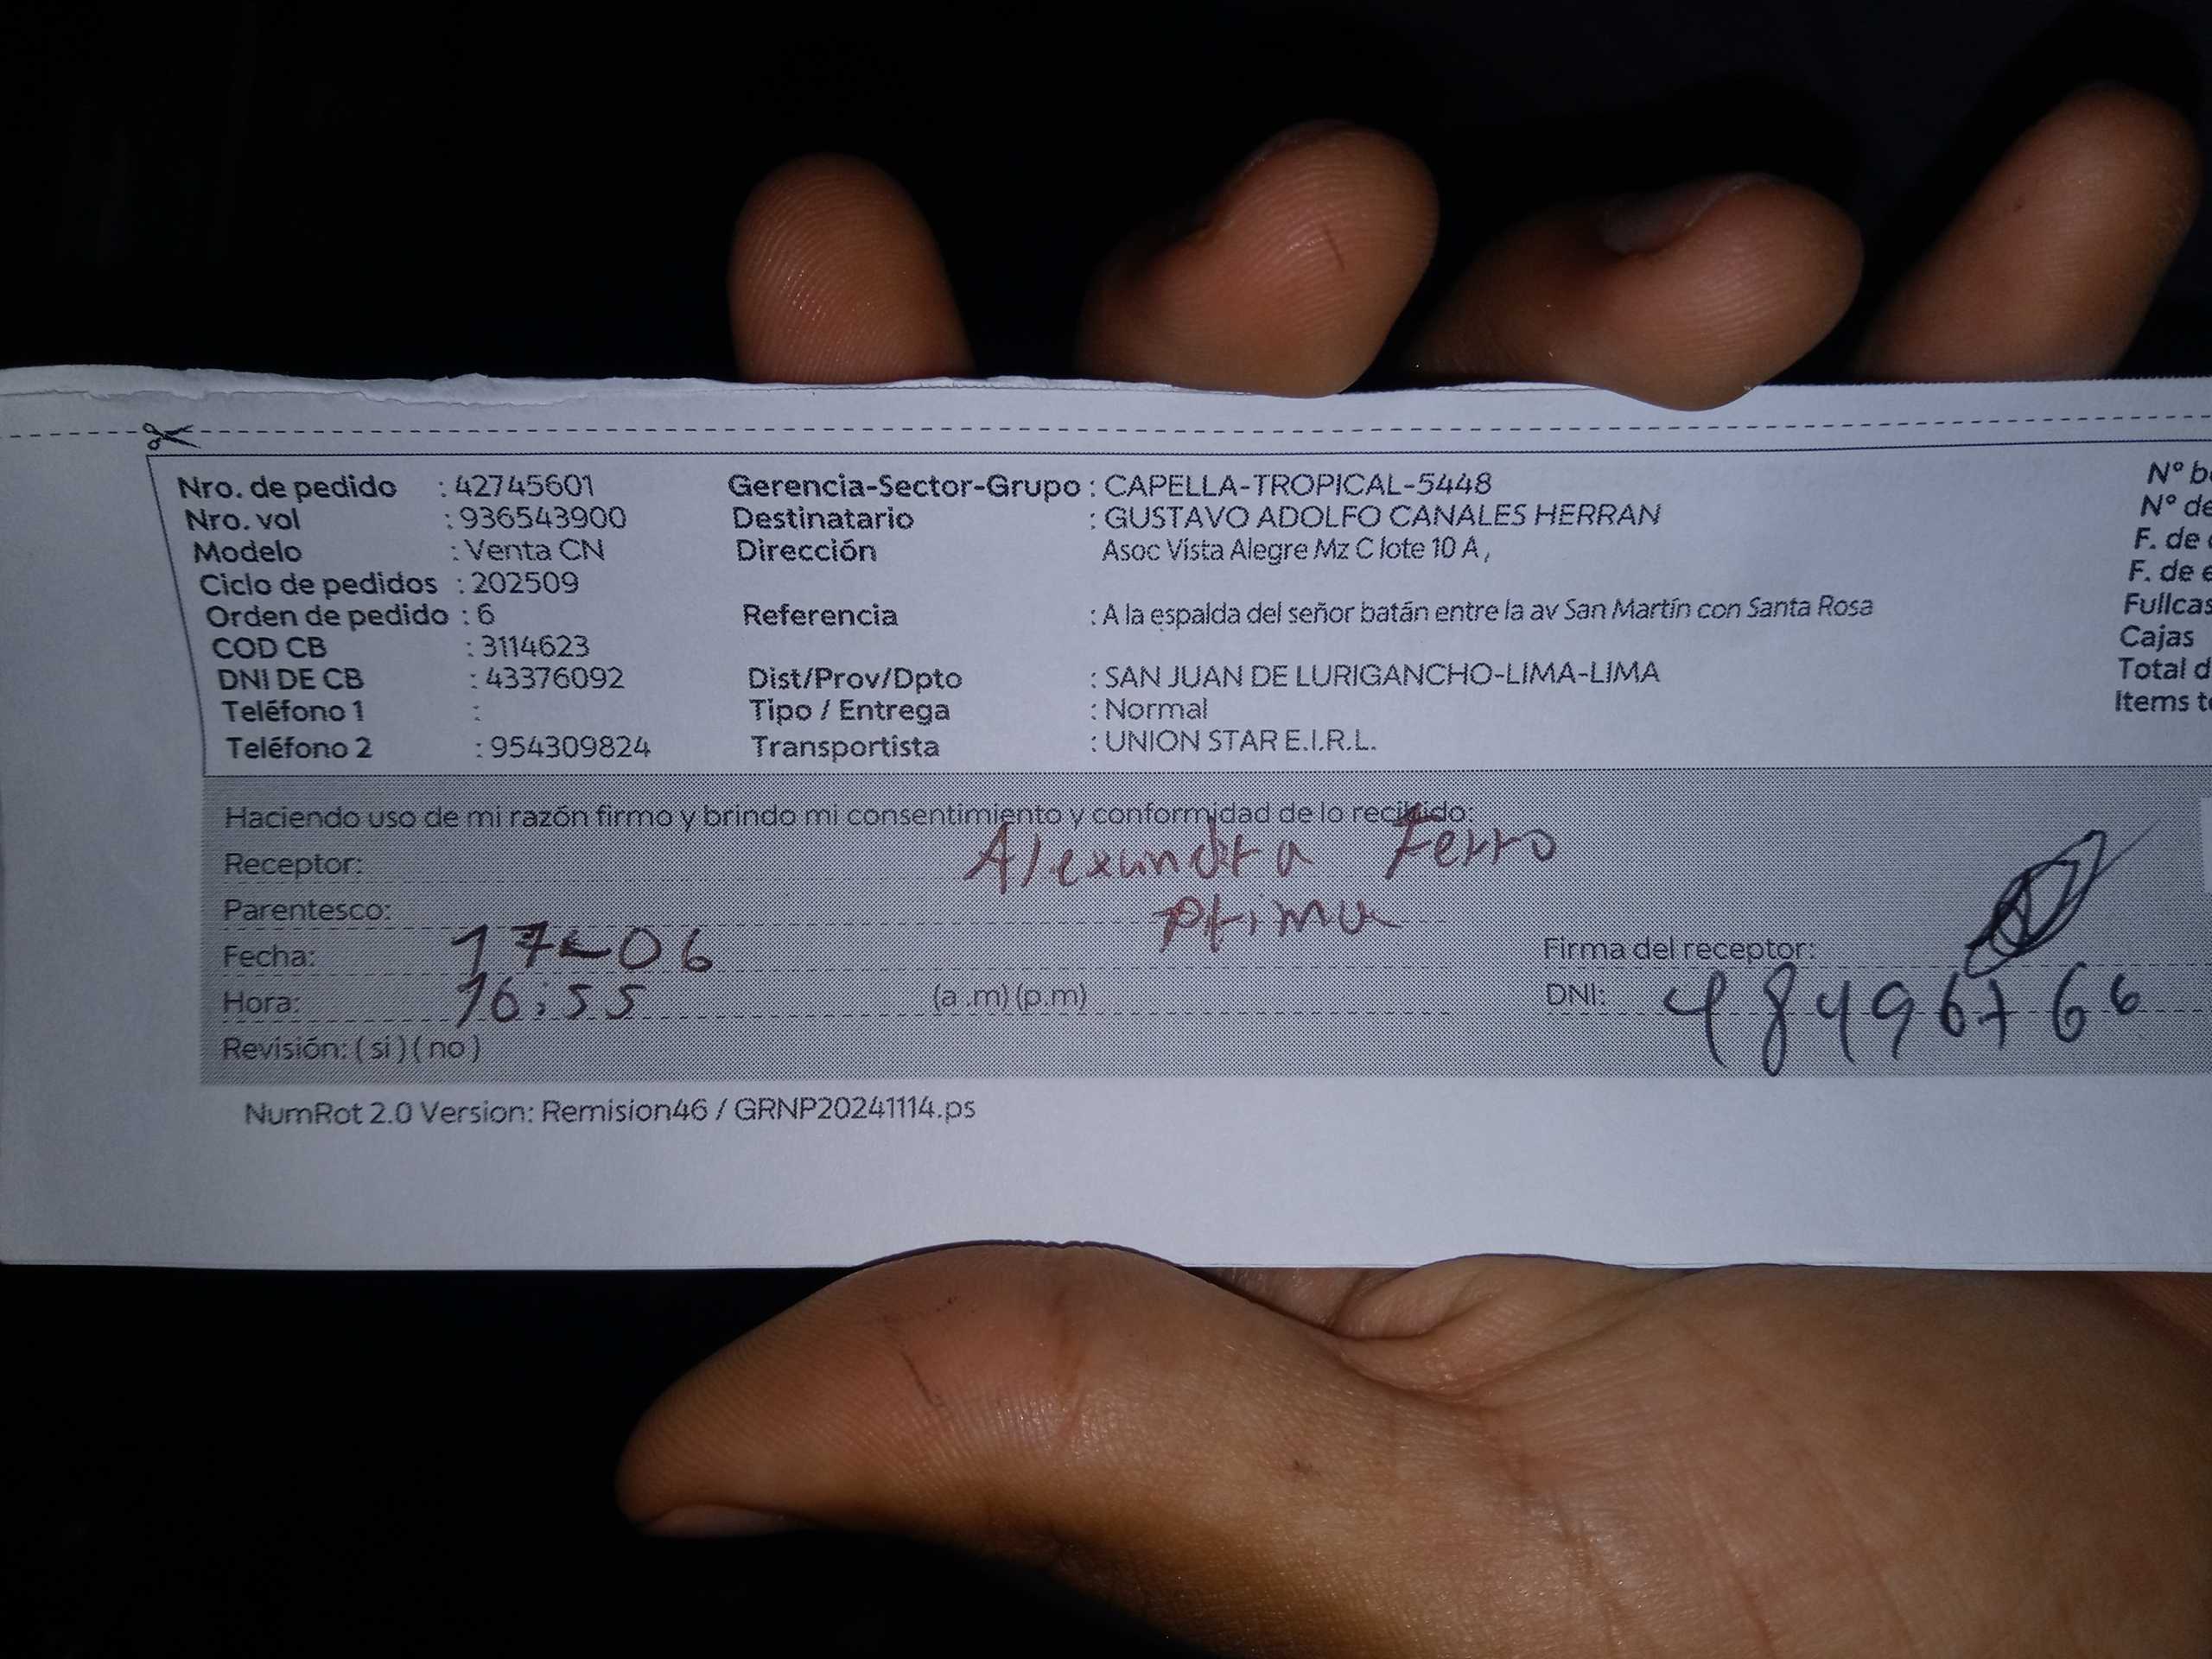 Nro. de pedido : 42745601 Gerencia-Sector-Grupo : CAPELLA-TROPICAL-5448 N° b
Nro. vol : 936543900 Destinatario : GUSTAVO ADOLFO CANALES HERRAN N° de
Modelo : Venta CN Dirección Asoc Vista Alegre Mz C lote 10 A , F. de
Ciclo de pedidos : 202509 F. de e
Orden de pedido : 6 Referencia : A la espalda del señor batán entre la av San Martín con Santa Rosa Fullcas
COD CB : 3114623 Cajas
DNI DE CB : 43376092 Dist/Prov/Dpto : SAN JUAN DE LURIGANCHO-LIMA-LIMA Total d
Teléfono 1 : Tipo / Entrega : Normal Items t
Teléfono 2 : 954309824 Transportista : UNION STAR E.I.R.L.
Haciendo uso de mi razón firmo y brindo mi consentimiento y conformidad de lo recibido:
Receptor: Alexandra Ferro
Parentesco: prima
Fecha: 17-06 Firma del receptor:
Hora: 16:55 (a .m) (p.m) DNI: 48496766
Revisión: ( si ) ( no )
NumRot 2.0 Version: Remision46 / GRNP20241114.ps